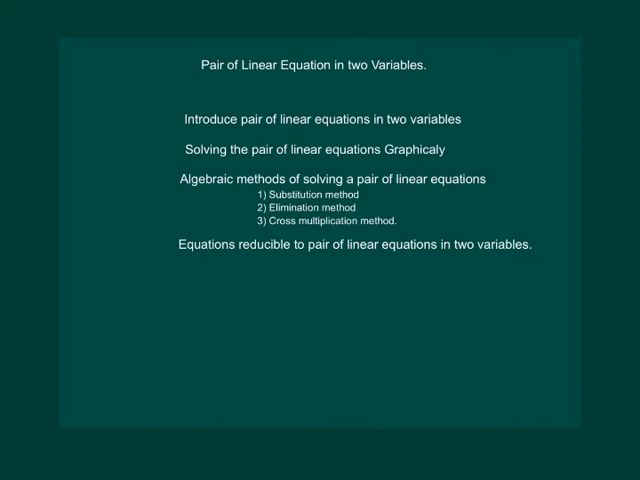 Pair of Linear Equation in two Variables.
Introduce pair of linear equations in two variables
Solving the pair of linear equations Graphicaly
Algebraic methods of solving a pair of linear equations
1) Substitution method
2) Elimination method
3) Cross multiplication method.
Equations reducible to pair of linear equations in two variables.